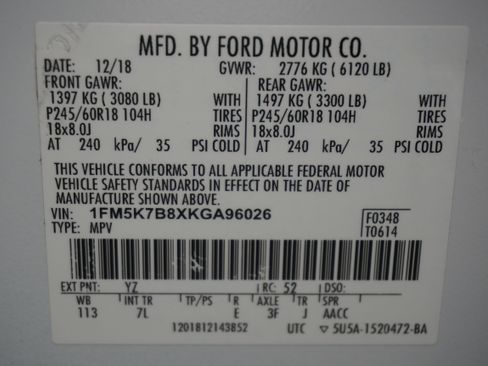 MFD. BY FORD MOTOR CO.
DATE: 12/18 GVWR: 2776 KG ( 6120 LB)
FRONT GAWR: REAR GAWR:
1397 KG ( 3080 LB) WITH 1497 KG ( 3300 LB) WITH
P245/60R18 104H TIRES P245/60R18 104H TIRES
18x8.0J RIMS 18x8.0J RIMS
AT 240 kPa/ 35 PSI COLD AT 240 kPa/ 35 PSI COLD
THIS VEHICLE CONFORMS TO ALL APPLICABLE FEDERAL MOTOR
VEHICLE SAFETY STANDARDS IN EFFECT ON THE DATE OF
MANUFACTURE SHOWN ABOVE.
VIN: 1FM5K7B8XKGA96026 F0348
TYPE: MPV T0614
EXT PNT: YZ RC: 52 DSO:
WB INT TR TP/PS R AXLE TR SPR
113 7L E 3F J AACC
1201812143852 UTC ▽ 5U5A-1520472-BA